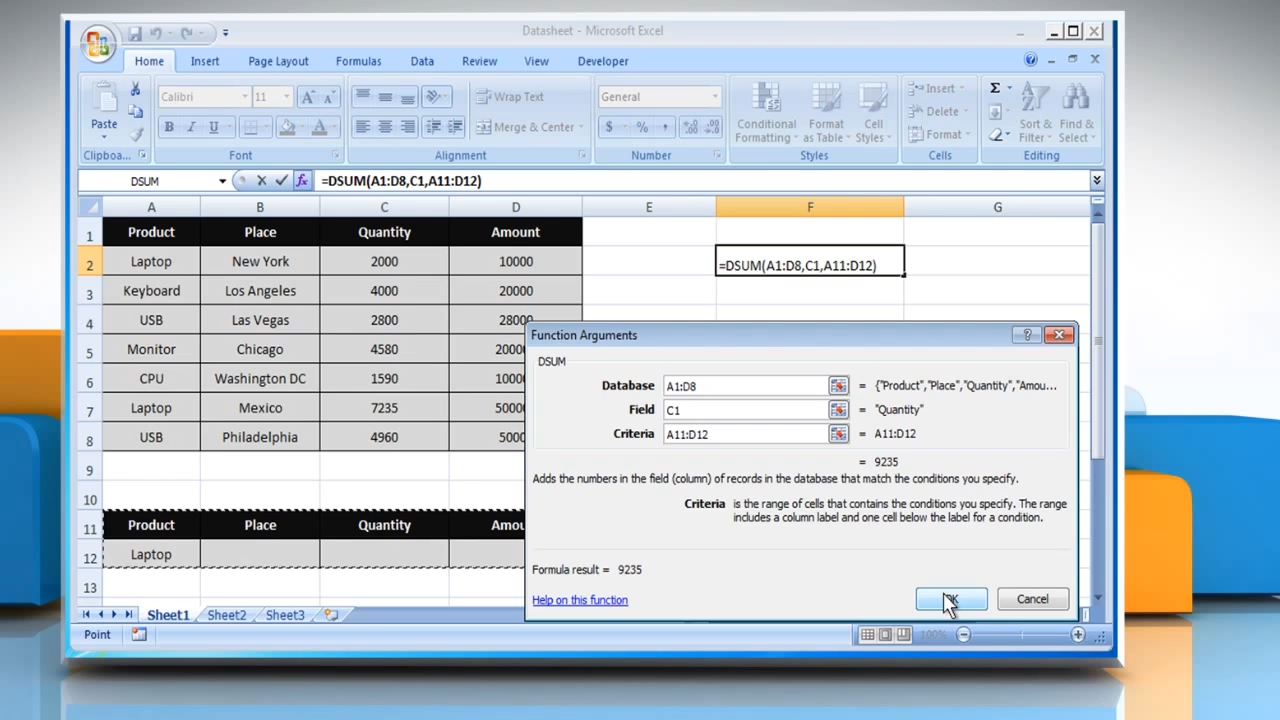 Datasheet - Microsoft Excel
Home Insert Page Layout Formulas Data Review View Developer
Paste
Clipboa...
Calibri 11
B I U
Font
Wrap Text
Merge & Center
Alignment
General
$ % ,
Number
Conditional Formatting
Format as Table
Cell Styles
Styles
Insert
Delete
Format
Cells
Σ
Sort & Filter
Find & Select
Editing
DSUM fx =DSUM(A1:D8,C1,A11:D12)
A B C D E F G
1 Product Place Quantity Amount
2 Laptop New York 2000 10000 =DSUM(A1:D8,C1,A11:D12)
3 Keyboard Los Angeles 4000 20000
4 USB Las Vegas 2800 28000
5 Monitor Chicago 4580
6 CPU Washington DC 1590
7 Laptop Mexico 7235
8 USB Philadelphia 4960
9
10
11 Product Place Quantity
12 Laptop
13
Function Arguments
?
DSUM
Database A1:D8 = {"Product","Place","Quantity","Amou...
Field C1 = "Quantity"
Criteria A11:D12 = A11:D12
= 9235
Adds the numbers in the field (column) of records in the database that match the conditions you specify.
Criteria is the range of cells that contains the conditions you specify. The range
includes a column label and one cell below the label for a condition.
Formula result = 9235
Help on this function
Cancel
Sheet1 Sheet2 Sheet3
Point
100%